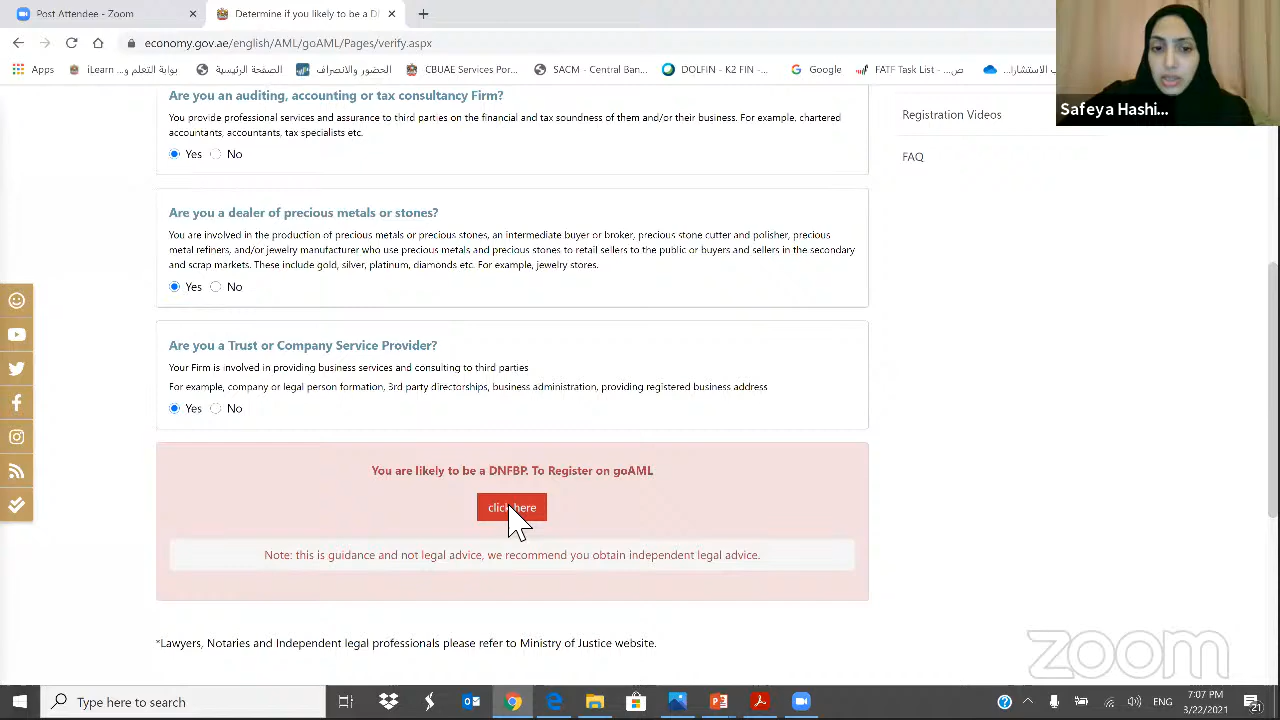 Post Attendee - Zoom
Identify if you likely to be a D
economy.gov.ae/english/AML/goAML/Pages/verify.aspx
Apps
iLearn ... بوابة التعلم و
الصفحة الرئيسية
الحضور والانصراف
CBUAE Services Por...
SACM - Central Ban...
DOLFIN - K2 FIN -...
Google
FATF Task List -...ص
ت الاستشارا...
Safeya Hashi...
Are you an auditing, accounting or tax consultancy Firm?
You provide professional services and assurance to third parties on the financial and tax soundness of them and/or their business. For example, chartered
accountants, accountants, tax specialists etc.
Yes No
Are you a dealer of precious metals or stones?
You are involved in the production of precious metals or precious stones, an intermediate buyer or broker, precious stone cutter and polisher, precious
metal refiners, and/or jewelry manufacturer who use precious metals and precious stones to retail sellers to the public or buyers and sellers in the secondary
and scrap markets. These include gold, silver, platinum, diamonds etc. For example, jewelry stores.
Yes No
Are you a Trust or Company Service Provider?
Your Firm is involved in providing business services and consulting to third parties
For example, company or legal person formation, 3rd party directorships, business administration, providing registered business address
Yes No
You are likely to be a DNFBP. To Register on goAML
click here
Note: this is guidance and not legal advice, we recommend you obtain independent legal advice.
*Lawyers, Notaries and Independent legal professionals please refer to Ministry of Justice website.
Registration Videos
FAQ
zoom
Type here to search
ENG
7:07 PM
3/22/2021
21